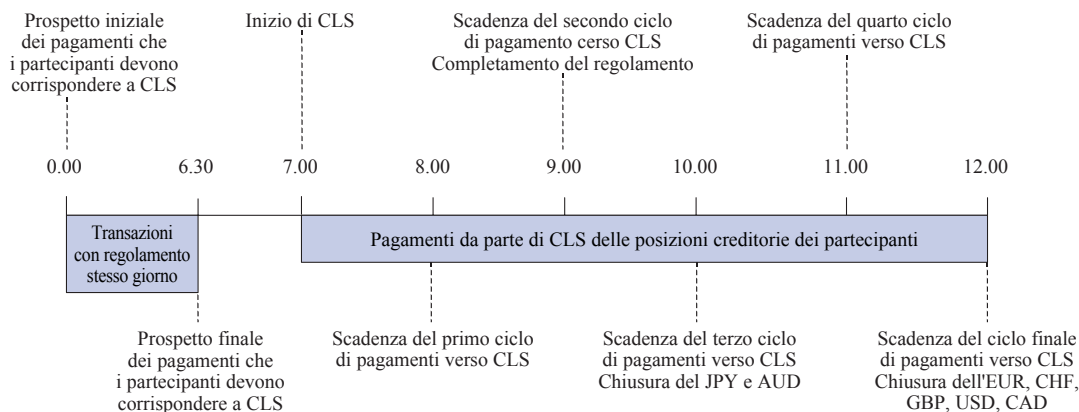 Prospetto iniziale
dei pagamenti che
i partecipanti devono
corrispondere a CLS
Inizio di CLS
Scadenza del secondo ciclo
di pagamento cerso CLS
Completamento del regolamento
Scadenza del quarto ciclo
di pagamenti verso CLS
0.00
6.30
7.00
8.00
9.00
10.00
11.00
12.00
Transazioni
con regolamento
stesso giorno
Pagamenti da parte di CLS delle posizioni creditorie dei partecipanti
Prospetto finale
dei pagamenti che
i partecipanti devono
corrispondere a CLS
Scadenza del primo ciclo
di pagamenti verso CLS
Scadenza del terzo ciclo
di pagamenti verso CLS
Chiusura del JPY e AUD
Scadenza del ciclo finale
di pagamenti verso CLS
Chiusura dell'EUR, CHF,
GBP, USD, CAD